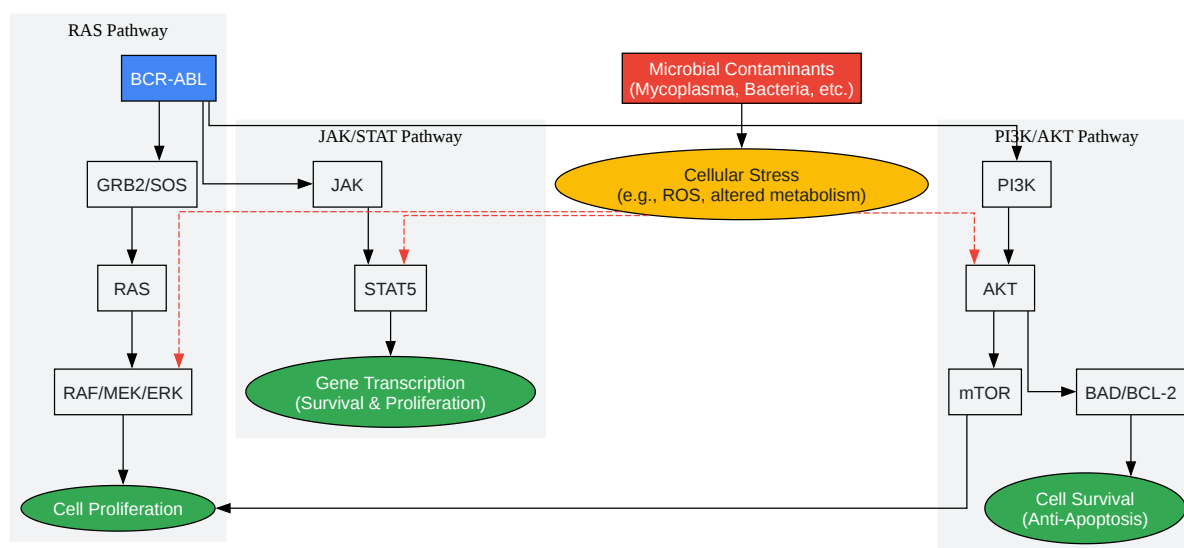 RAS Pathway
BCR-ABL
Microbial Contaminants
(Mycoplasma, Bacteria, etc.)
JAK/STAT Pathway
PI3K/AKT Pathway
GRB2/SOS
JAK
Cellular Stress
(e.g., ROS, altered metabolism)
PI3K
RAS
STAT5
AKT
RAF/MEK/ERK
Gene Transcription
(Survival & Proliferation)
mTOR
BAD/BCL-2
Cell Proliferation
Cell Survival
(Anti-Apoptosis)